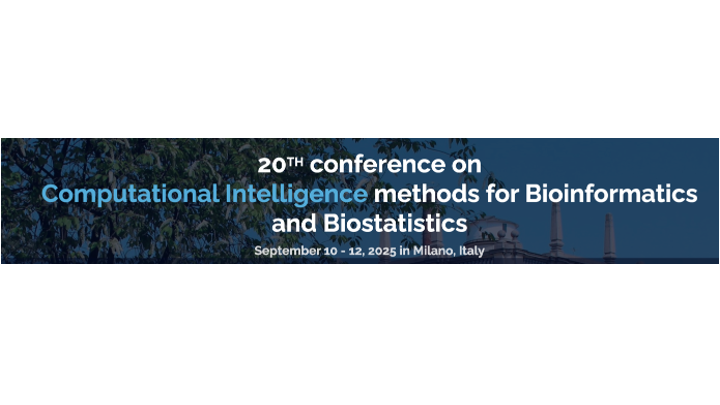 20TH conference on
Computational Intelligence methods for Bioinformatics
and Biostatistics
September 10 - 12, 2025 in Milano, Italy